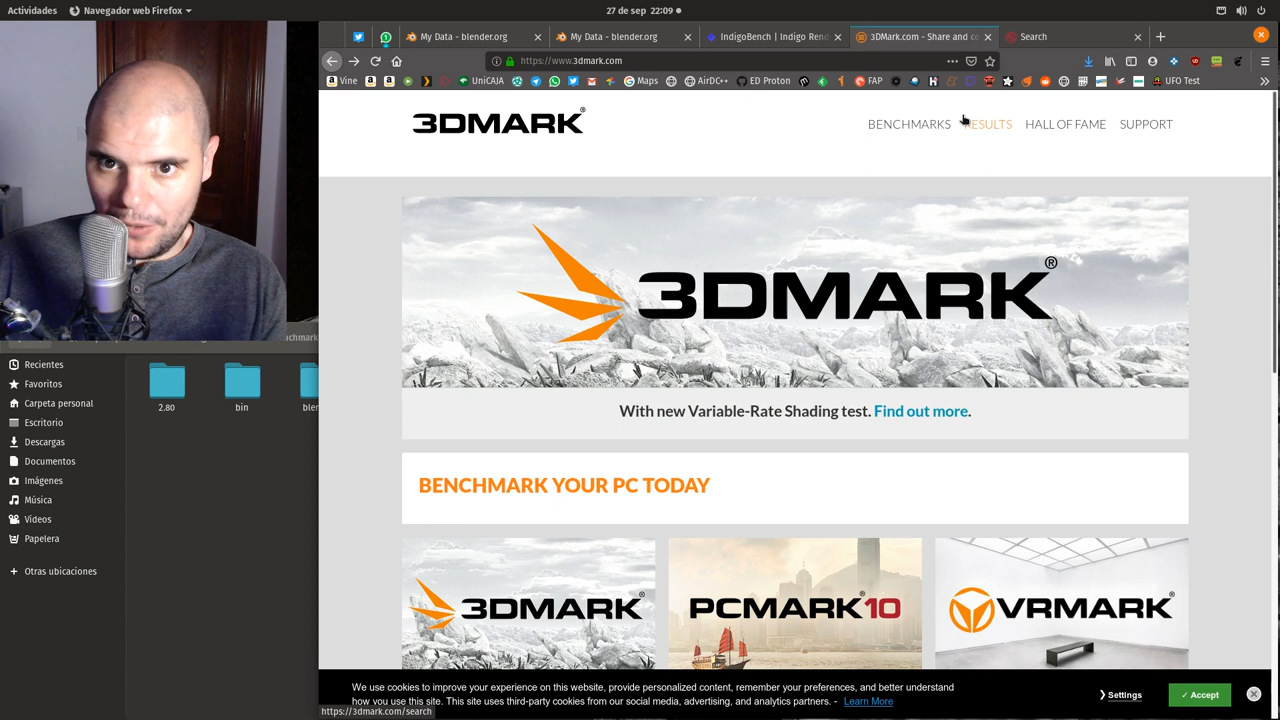 Actividades
Navegador web Firefox
27 de sep 22:09
My Data - blender.org
My Data - blender.org
IndigoBench | Indigo Ren
3DMark.com - Share and co
Search
https://www.3dmark.com
Vine
UniCAJA
Maps
AirDC++
ED Proton
FAP
UFO Test
3DMARK®
BENCHMARKS
RESULTS
HALL OF FAME
SUPPORT
3DMARK®
With new Variable-Rate Shading test. Find out more.
BENCHMARK YOUR PC TODAY
3DMARK®
PCMARK®10
VRMARK®
Recientes
Favoritos
Carpeta personal
Escritorio
Descargas
Documentos
Imágenes
Música
Vídeos
Papelera
+ Otras ubicaciones
2.80
bin
blen
We use cookies to improve your experience on this website, provide personalized content, remember your preferences, and better understand
how you use this site. This site uses third-party cookies from our social media, advertising, and analytics partners. - Learn More
Settings
✓ Accept
https://3dmark.com/search